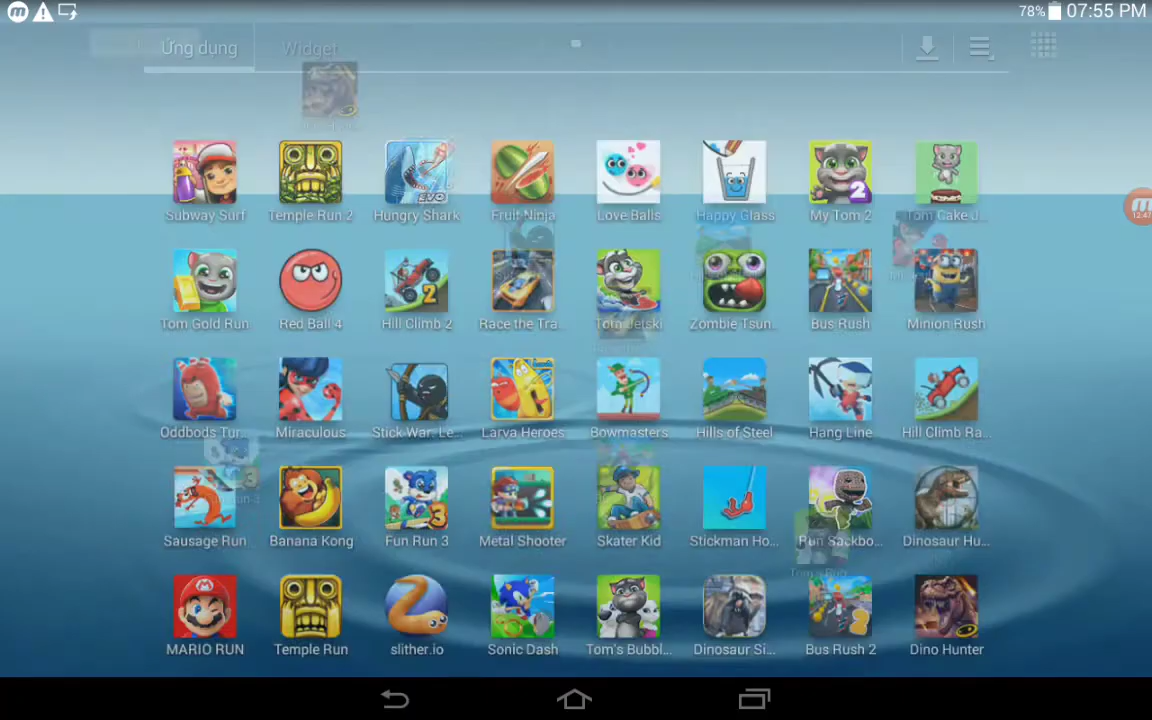 78% 07:55 PM
Ứng dụng Widget
Subway Surf Temple Run 2 Hungry Shark Fruit Ninja Love Balls Happy Glass My Tom 2 Tom Cake J...
Tom Gold Run Red Ball 4 Hill Climb 2 Race the Tra... Tom Jetski Zombie Tsun... Bus Rush Minion Rush
Oddbods Tur... Miraculous Stick War: Le... Larva Heroes Bowmasters Hills of Steel Hang Line Hill Climb Ra...
Sausage Run Banana Kong Fun Run 3 Metal Shooter Skater Kid Stickman Ho... Run Sackbo... Dinosaur Hu...
MARIO RUN Temple Run slither.io Sonic Dash Tom's Bubbl... Dinosaur Si... Bus Rush 2 Dino Hunter